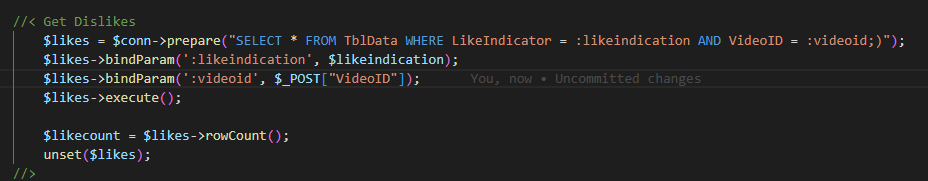 //< Get Dislikes
$likes = $conn->prepare("SELECT * FROM TblData WHERE LikeIndicator = :likeindication AND VideoID = :videoid;)");
$likes->bindParam(':likeindication', $likeindication);
$likes->bindParam(':videoid', $_POST["VideoID"]); You, now • Uncommitted changes
$likes->execute();
$likecount = $likes->rowCount();
unset($likes);
//>